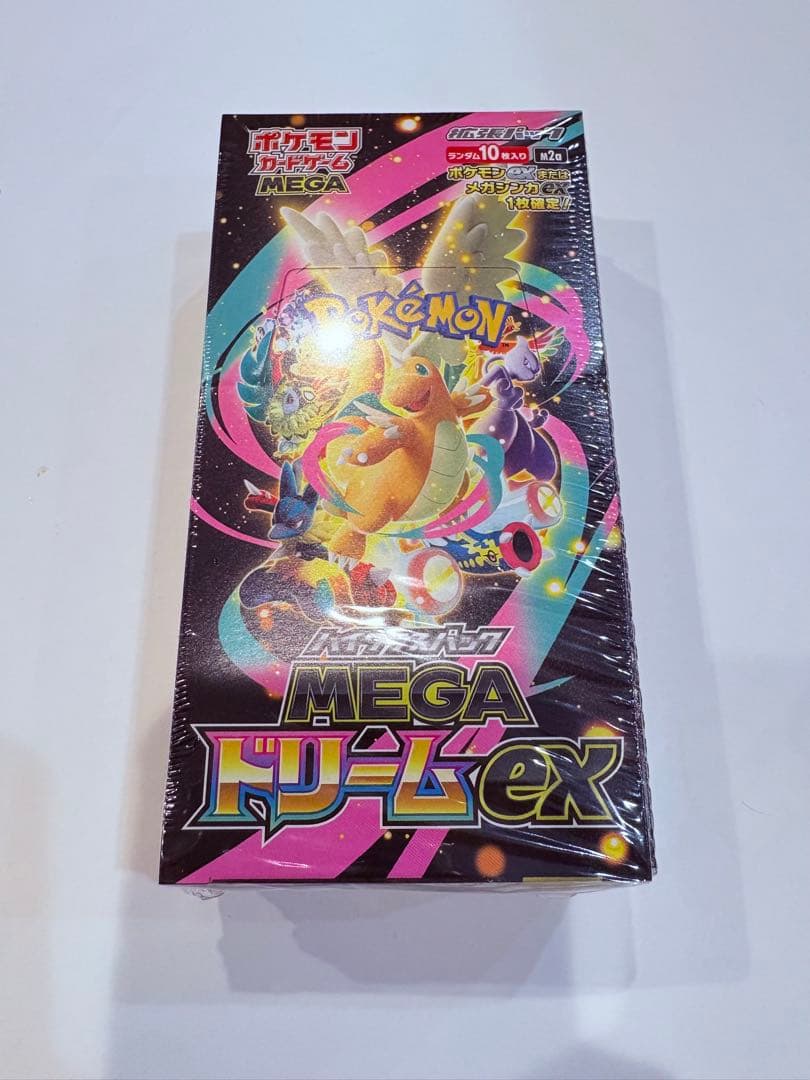 ポケモン
カードゲーム
MEGA
拡張パック
ランダム10枚入り
M2a
ポケモンexまたは
メガシンカex
1枚確定!
POKéMON
TM
ハイクラスパック
MEGA
ドリームex